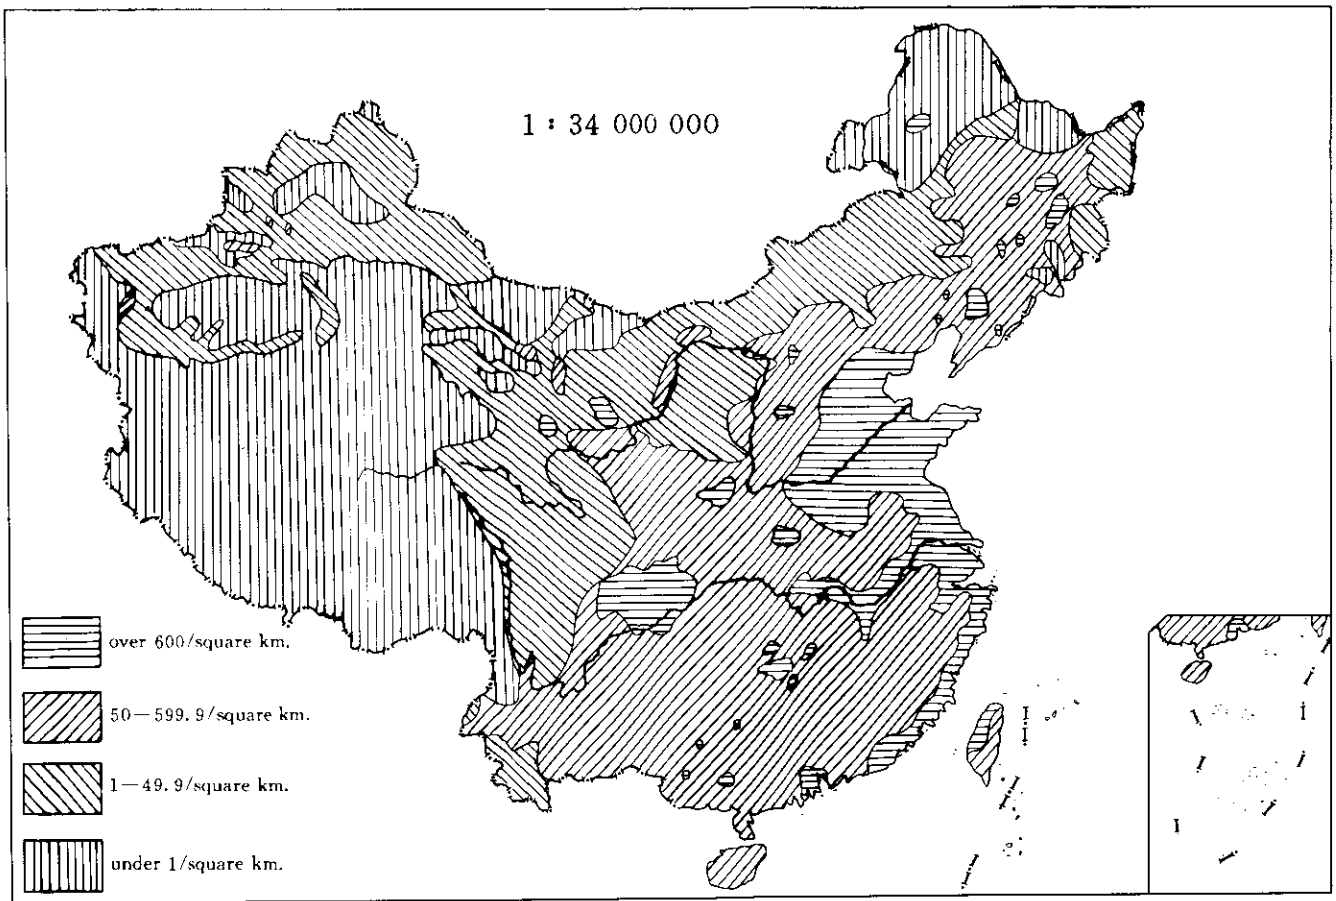 1：34 000 000
over 600/square km.
50—599.9/square km.
1—49.9/square km.
under 1/square km.